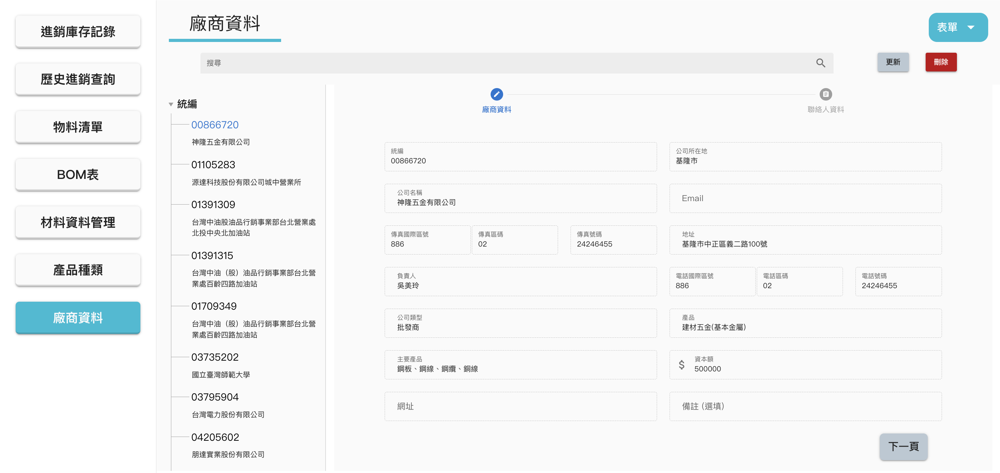 進銷庫存記錄
歷史進銷查詢
物料清單
BOM表
材料資料管理
產品種類
廠商資料
廠商資料
表單
搜尋
更新
刪除
統編
00866720
神隆五金有限公司
01105283
源達科技股份有限公司城中營業所
01391309
台灣中油股油品行銷事業部台北營業處
北投中央北加油站
01391315
台灣中油（股）油品行銷事業部台北營
業處百齡四路加油站
01709349
台灣中油（股）油品行銷事業部台北營
業處百齡四路加油站
03735202
國立臺灣師範大學
03795904
台灣電力股份有限公司
04205602
朋達實業股份有限公司
廠商資料
聯絡人資料
統編
00866720
公司所在地
基隆市
公司名稱
神隆五金有限公司
Email
傳真國際區號
886
傳真區碼
02
傳真號碼
24246455
地址
基隆市中正區義二路100號
負責人
吳美玲
電話國際區號
886
電話區碼
02
電話號碼
24246455
公司類型
批發商
產品
建材五金(基本金屬)
主要產品
鋼板、鋼線、鋼纜、銅線
$
資本額
500000
網址
備註 (選填)
下一頁